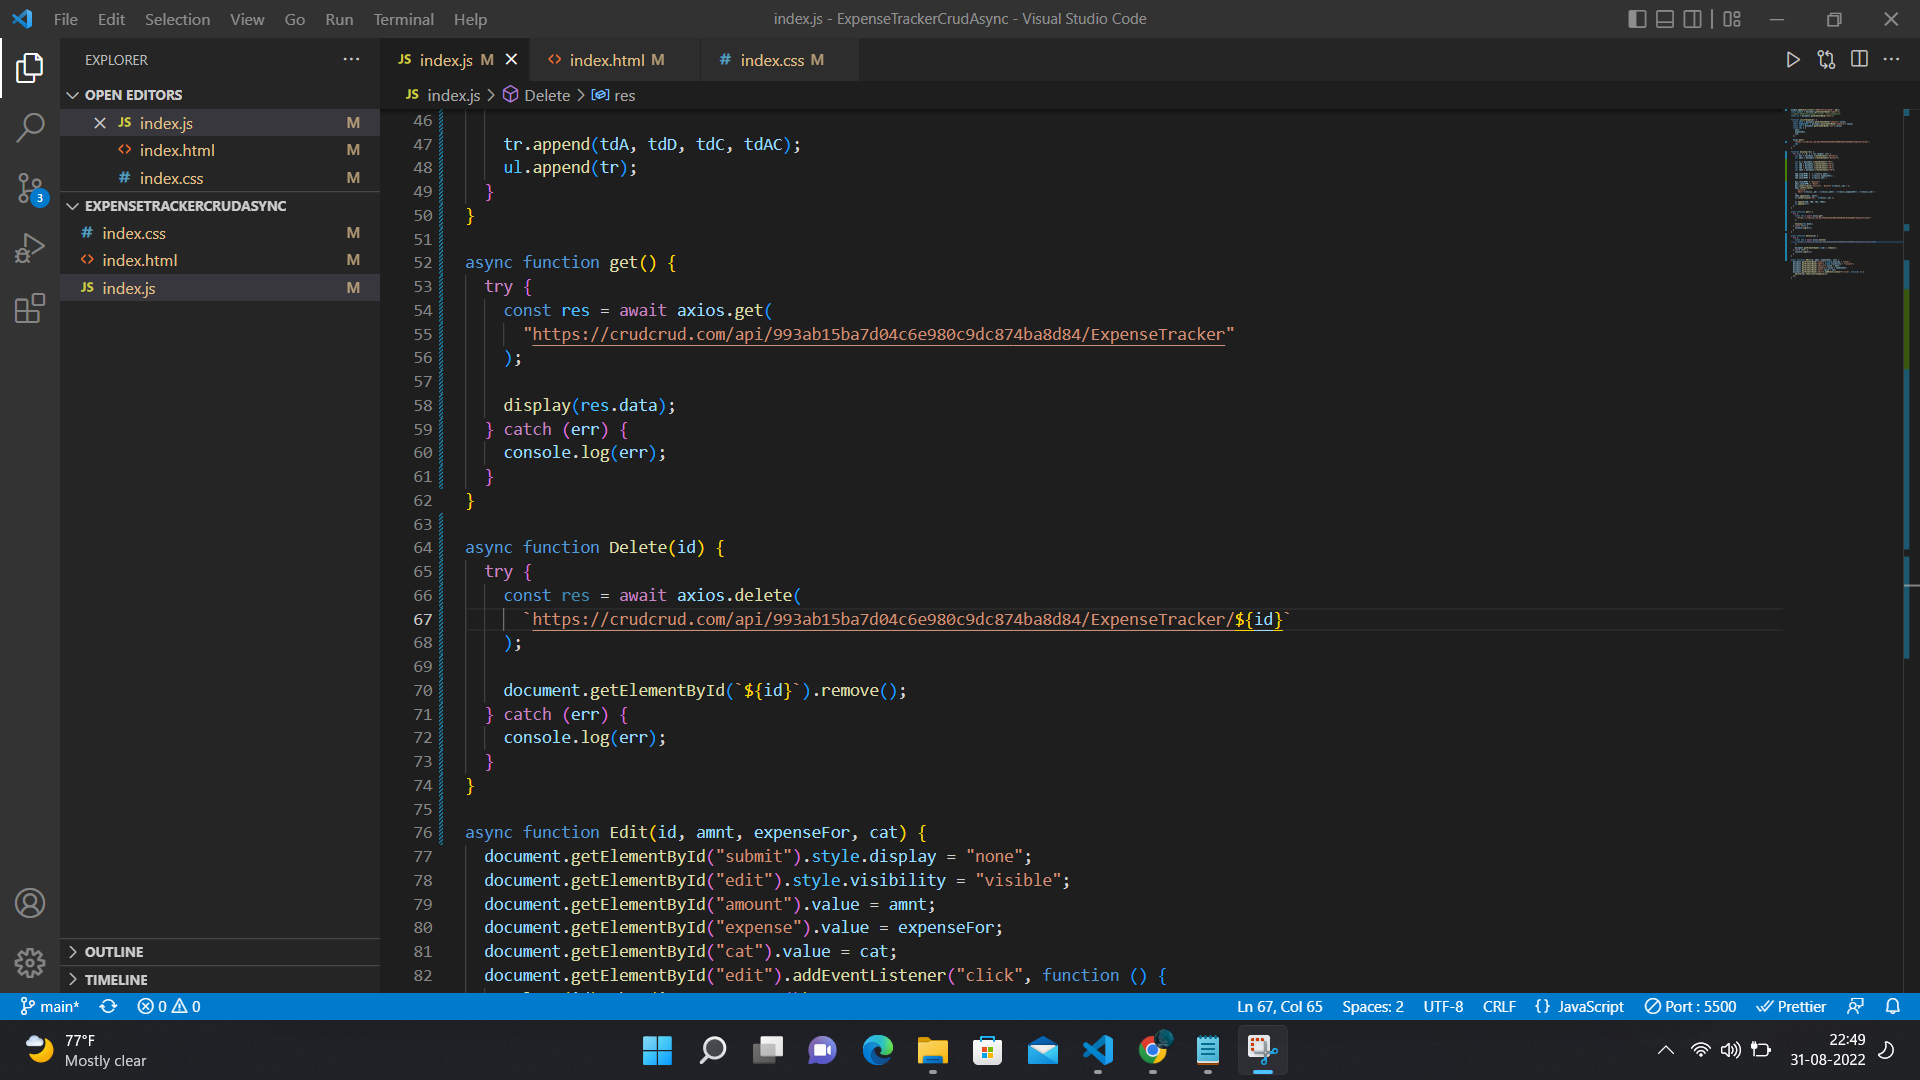 File Edit Selection View Go Run Terminal Help
index.js - ExpenseTrackerCrudAsync - Visual Studio Code
EXPLORER
OPEN EDITORS
JS index.js M
<> index.html M
# index.css M
3
EXPENSETRACKERCRUDASYNC
# index.css M
<> index.html M
JS index.js M
OUTLINE
TIMELINE
JS index.js M <> index.html M # index.css M
JS index.js > Delete > res
46
47 tr.append(tdA, tdD, tdC, tdAC);
48 ul.append(tr);
49 }
50 }
51
52 async function get() {
53 try {
54 const res = await axios.get(
55 "https://crudcrud.com/api/993ab15ba7d04c6e980c9dc874ba8d84/ExpenseTracker"
56 );
57
58 display(res.data);
59 } catch (err) {
60 console.log(err);
61 }
62 }
63
64 async function Delete(id) {
65 try {
66 const res = await axios.delete(
67 `https://crudcrud.com/api/993ab15ba7d04c6e980c9dc874ba8d84/ExpenseTracker/${id}`
68 );
69
70 document.getElementById(`${id}`).remove();
71 } catch (err) {
72 console.log(err);
73 }
74 }
75
76 async function Edit(id, amnt, expenseFor, cat) {
77 document.getElementById("submit").style.display = "none";
78 document.getElementById("edit").style.visibility = "visible";
79 document.getElementById("amount").value = amnt;
80 document.getElementById("expense").value = expenseFor;
81 document.getElementById("cat").value = cat;
82 document.getElementById("edit").addEventListener("click", function () {
main* 0 0 Ln 67, Col 65 Spaces: 2 UTF-8 CRLF {} JavaScript Port : 5500 Prettier
77°F
Mostly clear
22:49
31-08-2022